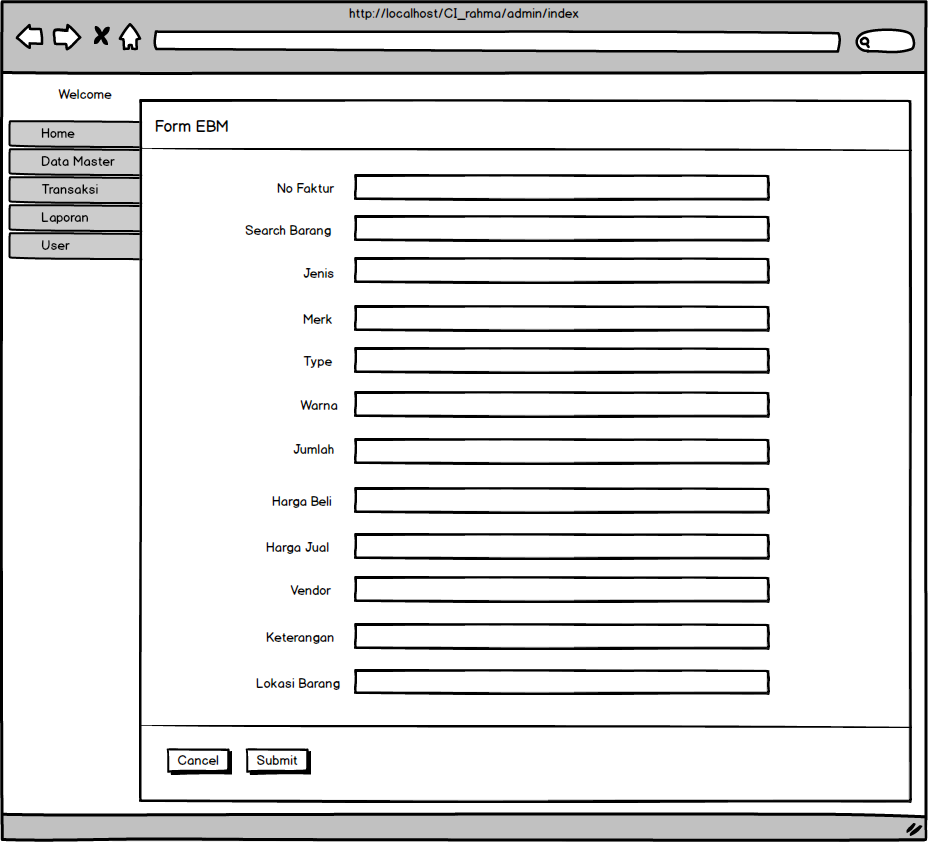 http://localhost/CI_rahma/admin/index
Welcome
Home
Data Master
Transaksi
Laporan
User
Form EBM
No Faktur
Search Barang
Jenis
Merk
Type
Warna
Jumlah
Harga Beli
Harga Jual
Vendor
Keterangan
Lokasi Barang
Cancel Submit